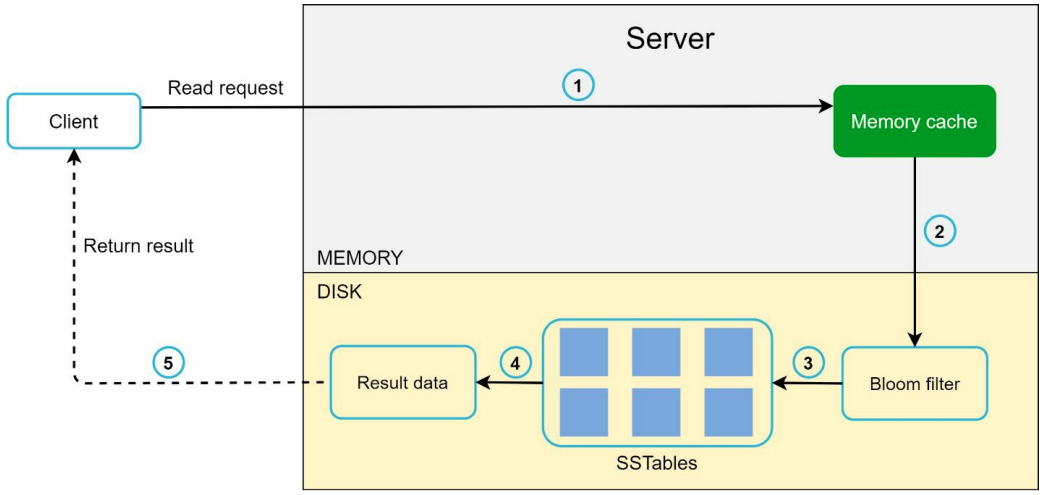 Server
Read request
1
Client
Memory cache
2
Return result
MEMORY
DISK
5
4
3
Result data
Bloom filter
SSTables